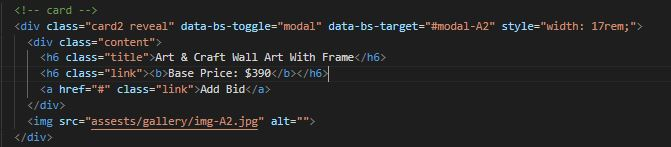 <!-- card -->
<div class="card2 reveal" data-bs-toggle="modal" data-bs-target="#modal-A2" style="width: 17rem;">
<div class="content">
<h6 class="title">Art & Craft Wall Art With Frame</h6>
<h6 class="link"><b>Base Price: $390</b></h6>
<a href="#" class="link">Add Bid</a>
</div>
<img src="assests/gallery/img-A2.jpg" alt="">
</div>